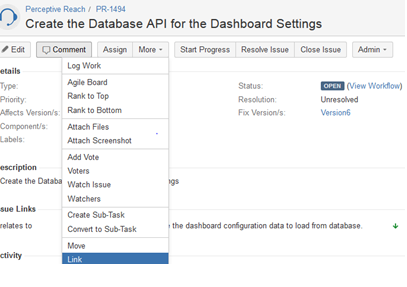 Perceptive Reach / PR-1494
Create the Database API for the Dashboard Settings
Edit Comment Assign More Start Progress Resolve Issue Close Issue Admin
etails
Log Work
Type:
Agile Board
Status: OPEN (View Workflow)
Priority:
Rank to Top
Resolution: Unresolved
Affects Version/s:
Rank to Bottom
Fix Version/s: Version6
Component/s:
Attach Files
Labels:
Attach Screenshot
Add Vote
escription
Voters
Create the Databa
Watch Issue
ngs
Watchers
sue Links
Create Sub-Task
relates to
Convert to Sub-Task
e the dashboard configuration data to load from database.
Move
ctivity
Link